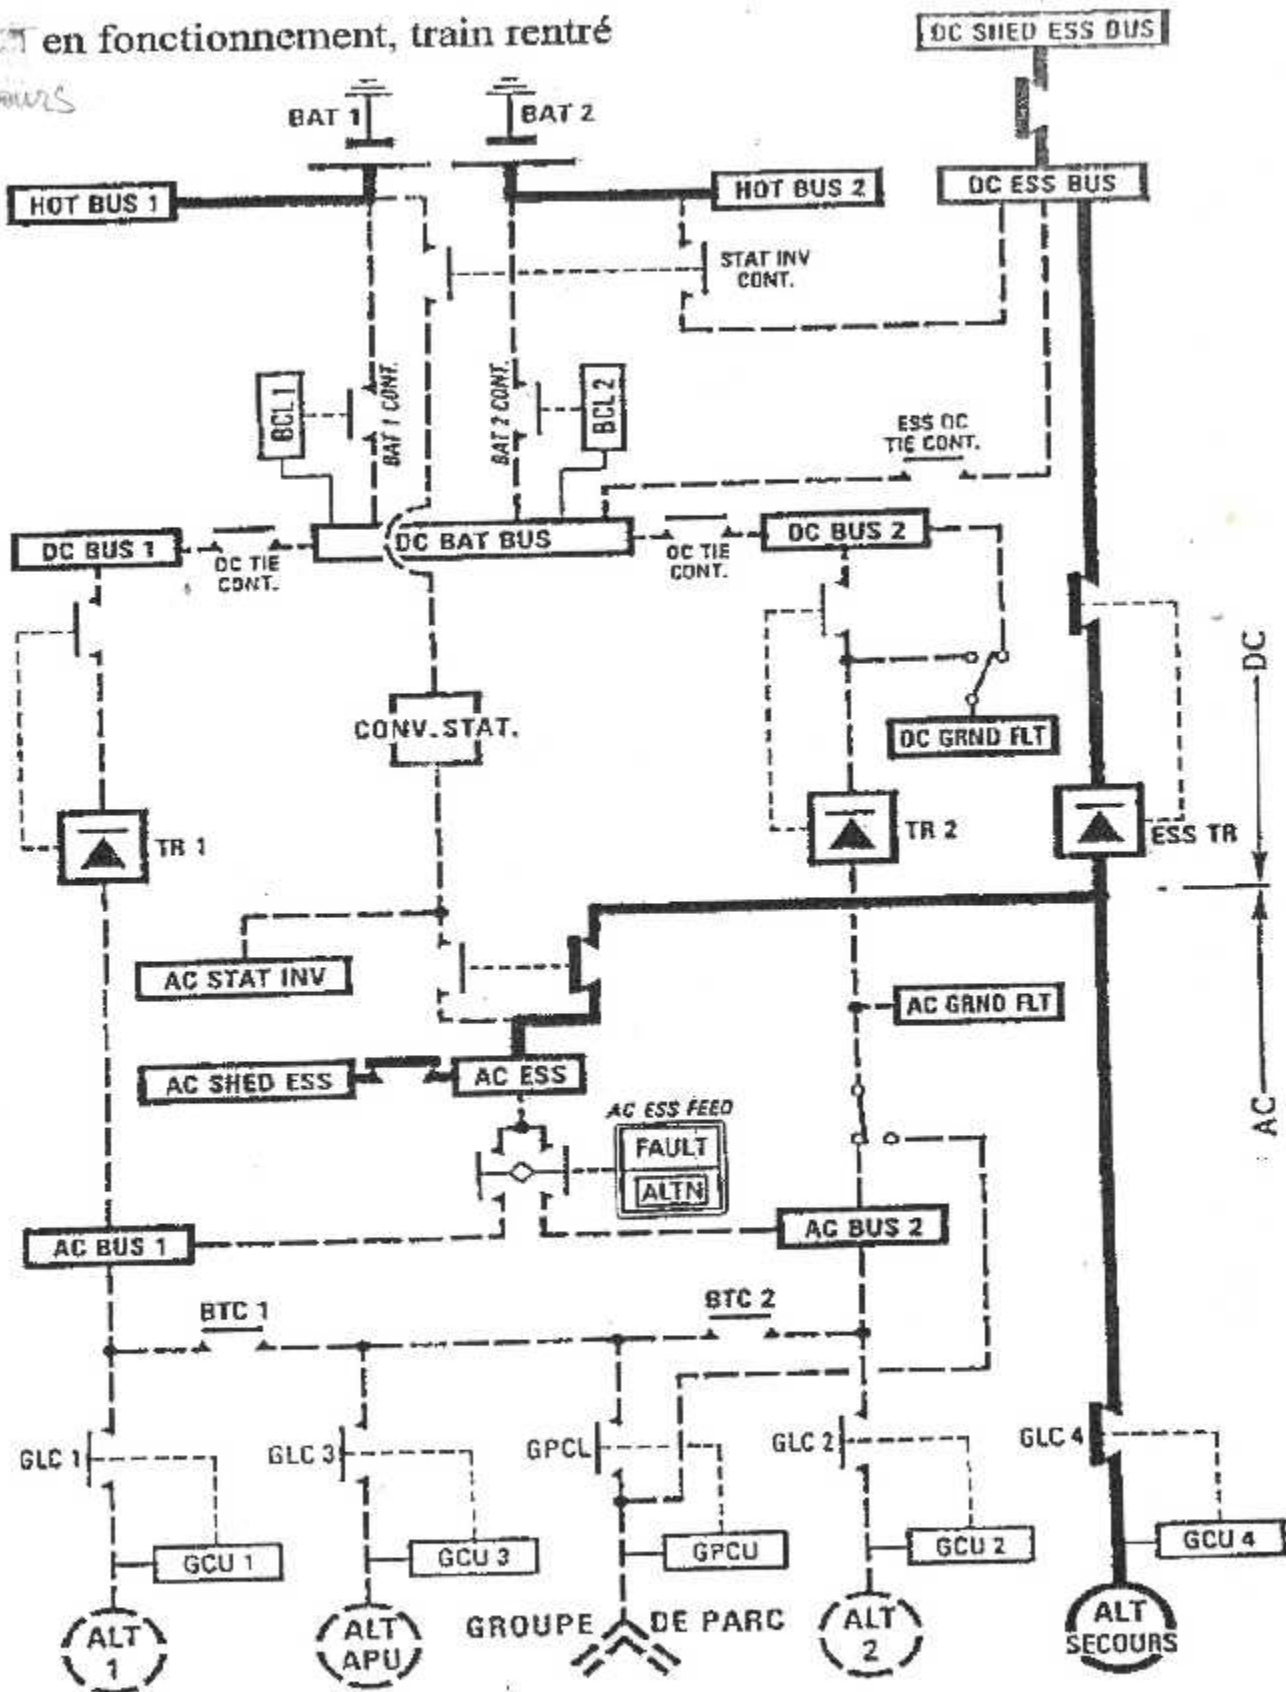 en fonctionnement, train rentré
DC SHED ESS BUS
BAT 1
BAT 2
HOT BUS 1
HOT BUS 2
DC ESS BUS
STAT INV
CONT.
BCL 1
BAT 1 CONT.
BAT 2 CONT.
BCL 2
ESS DC
TIE CONT.
DC BUS 1
DC TIE
CONT.
DC BAT BUS
DC TIE
CONT.
DC BUS 2
DC
CONV.STAT.
DC GRND FLT
TR 1
TR 2
ESS TR
AC STAT INV
AC GRND FLT
AC SHED ESS
AC ESS
AC
AC ESS FEED
FAULT
ALTN
AC BUS 1
AC BUS 2
BTC 1
BTC 2
GLC 1
GLC 3
GPCL
GLC 2
GLC 4
GCU 1
GCU 3
GPCU
GCU 2
GCU 4
ALT
1
ALT
APU
GROUPE DE PARC
ALT
2
ALT
SECOURS